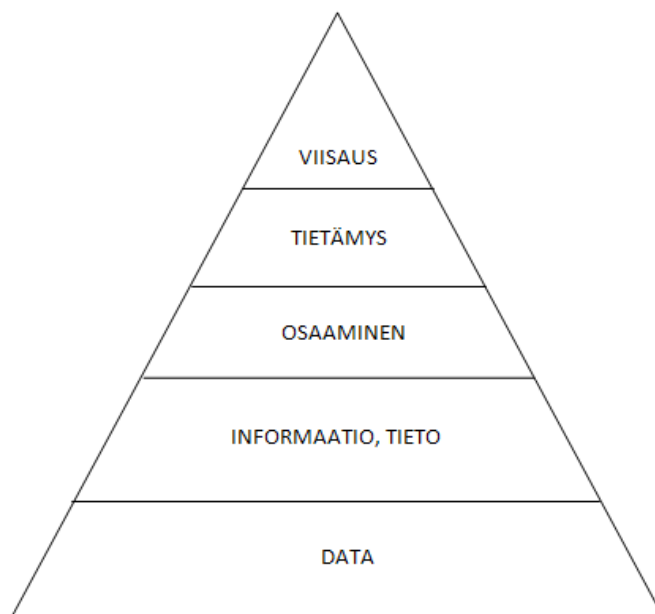 VIISAUS
TIETÄMYS
OSAAMINEN
INFORMAATIO, TIETO
DATA